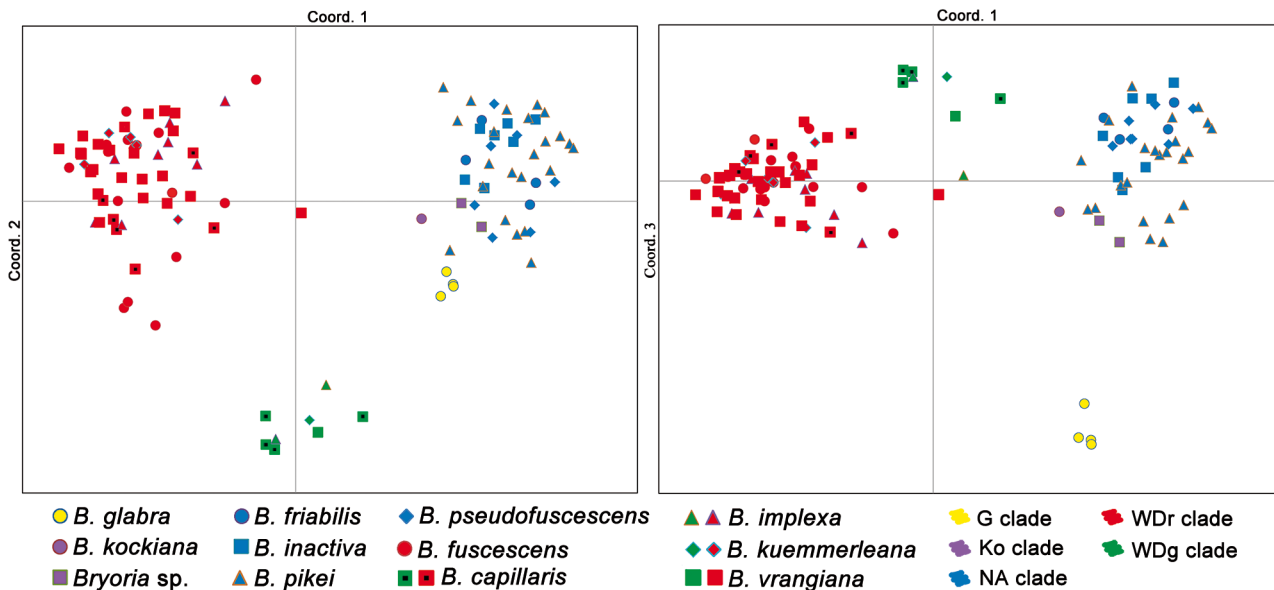 Coord. 1
Coord. 1
Coord. 2
Coord. 3
B. glabra B. friabilis B. pseudofuscescens B. implexa G clade WDr clade
B. kockiana B. inactiva B. fuscescens B. kuemmerleana Ko clade WDg clade
Bryoria sp. B. pikei B. capillaris B. vrangiana NA clade